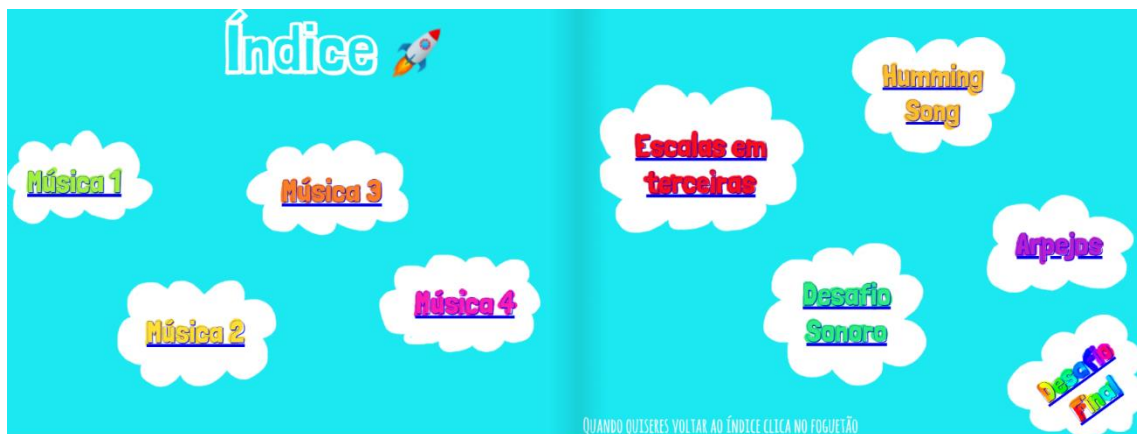 Índice
Música 1
Música 3
Música 2
Música 4
Humming
Song
Escalas em
terceiras
Arpejos
Desafio
Sonoro
Desafio
Final
QUANDO QUISERES VOLTAR AO ÍNDICE CLICA NO FOGUETÃO